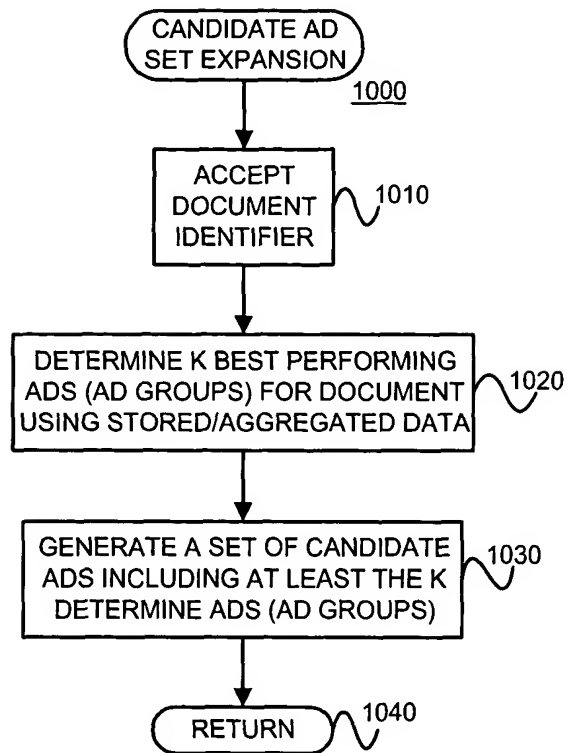 CANDIDATE AD
SET EXPANSION
1000
ACCEPT
DOCUMENT
IDENTIFIER
1010
DETERMINE K BEST PERFORMING
ADS (AD GROUPS) FOR DOCUMENT
USING STORED/AGGREGATED DATA
1020
GENERATE A SET OF CANDIDATE
ADS INCLUDING AT LEAST THE K
DETERMINE ADS (AD GROUPS)
1030
RETURN
1040